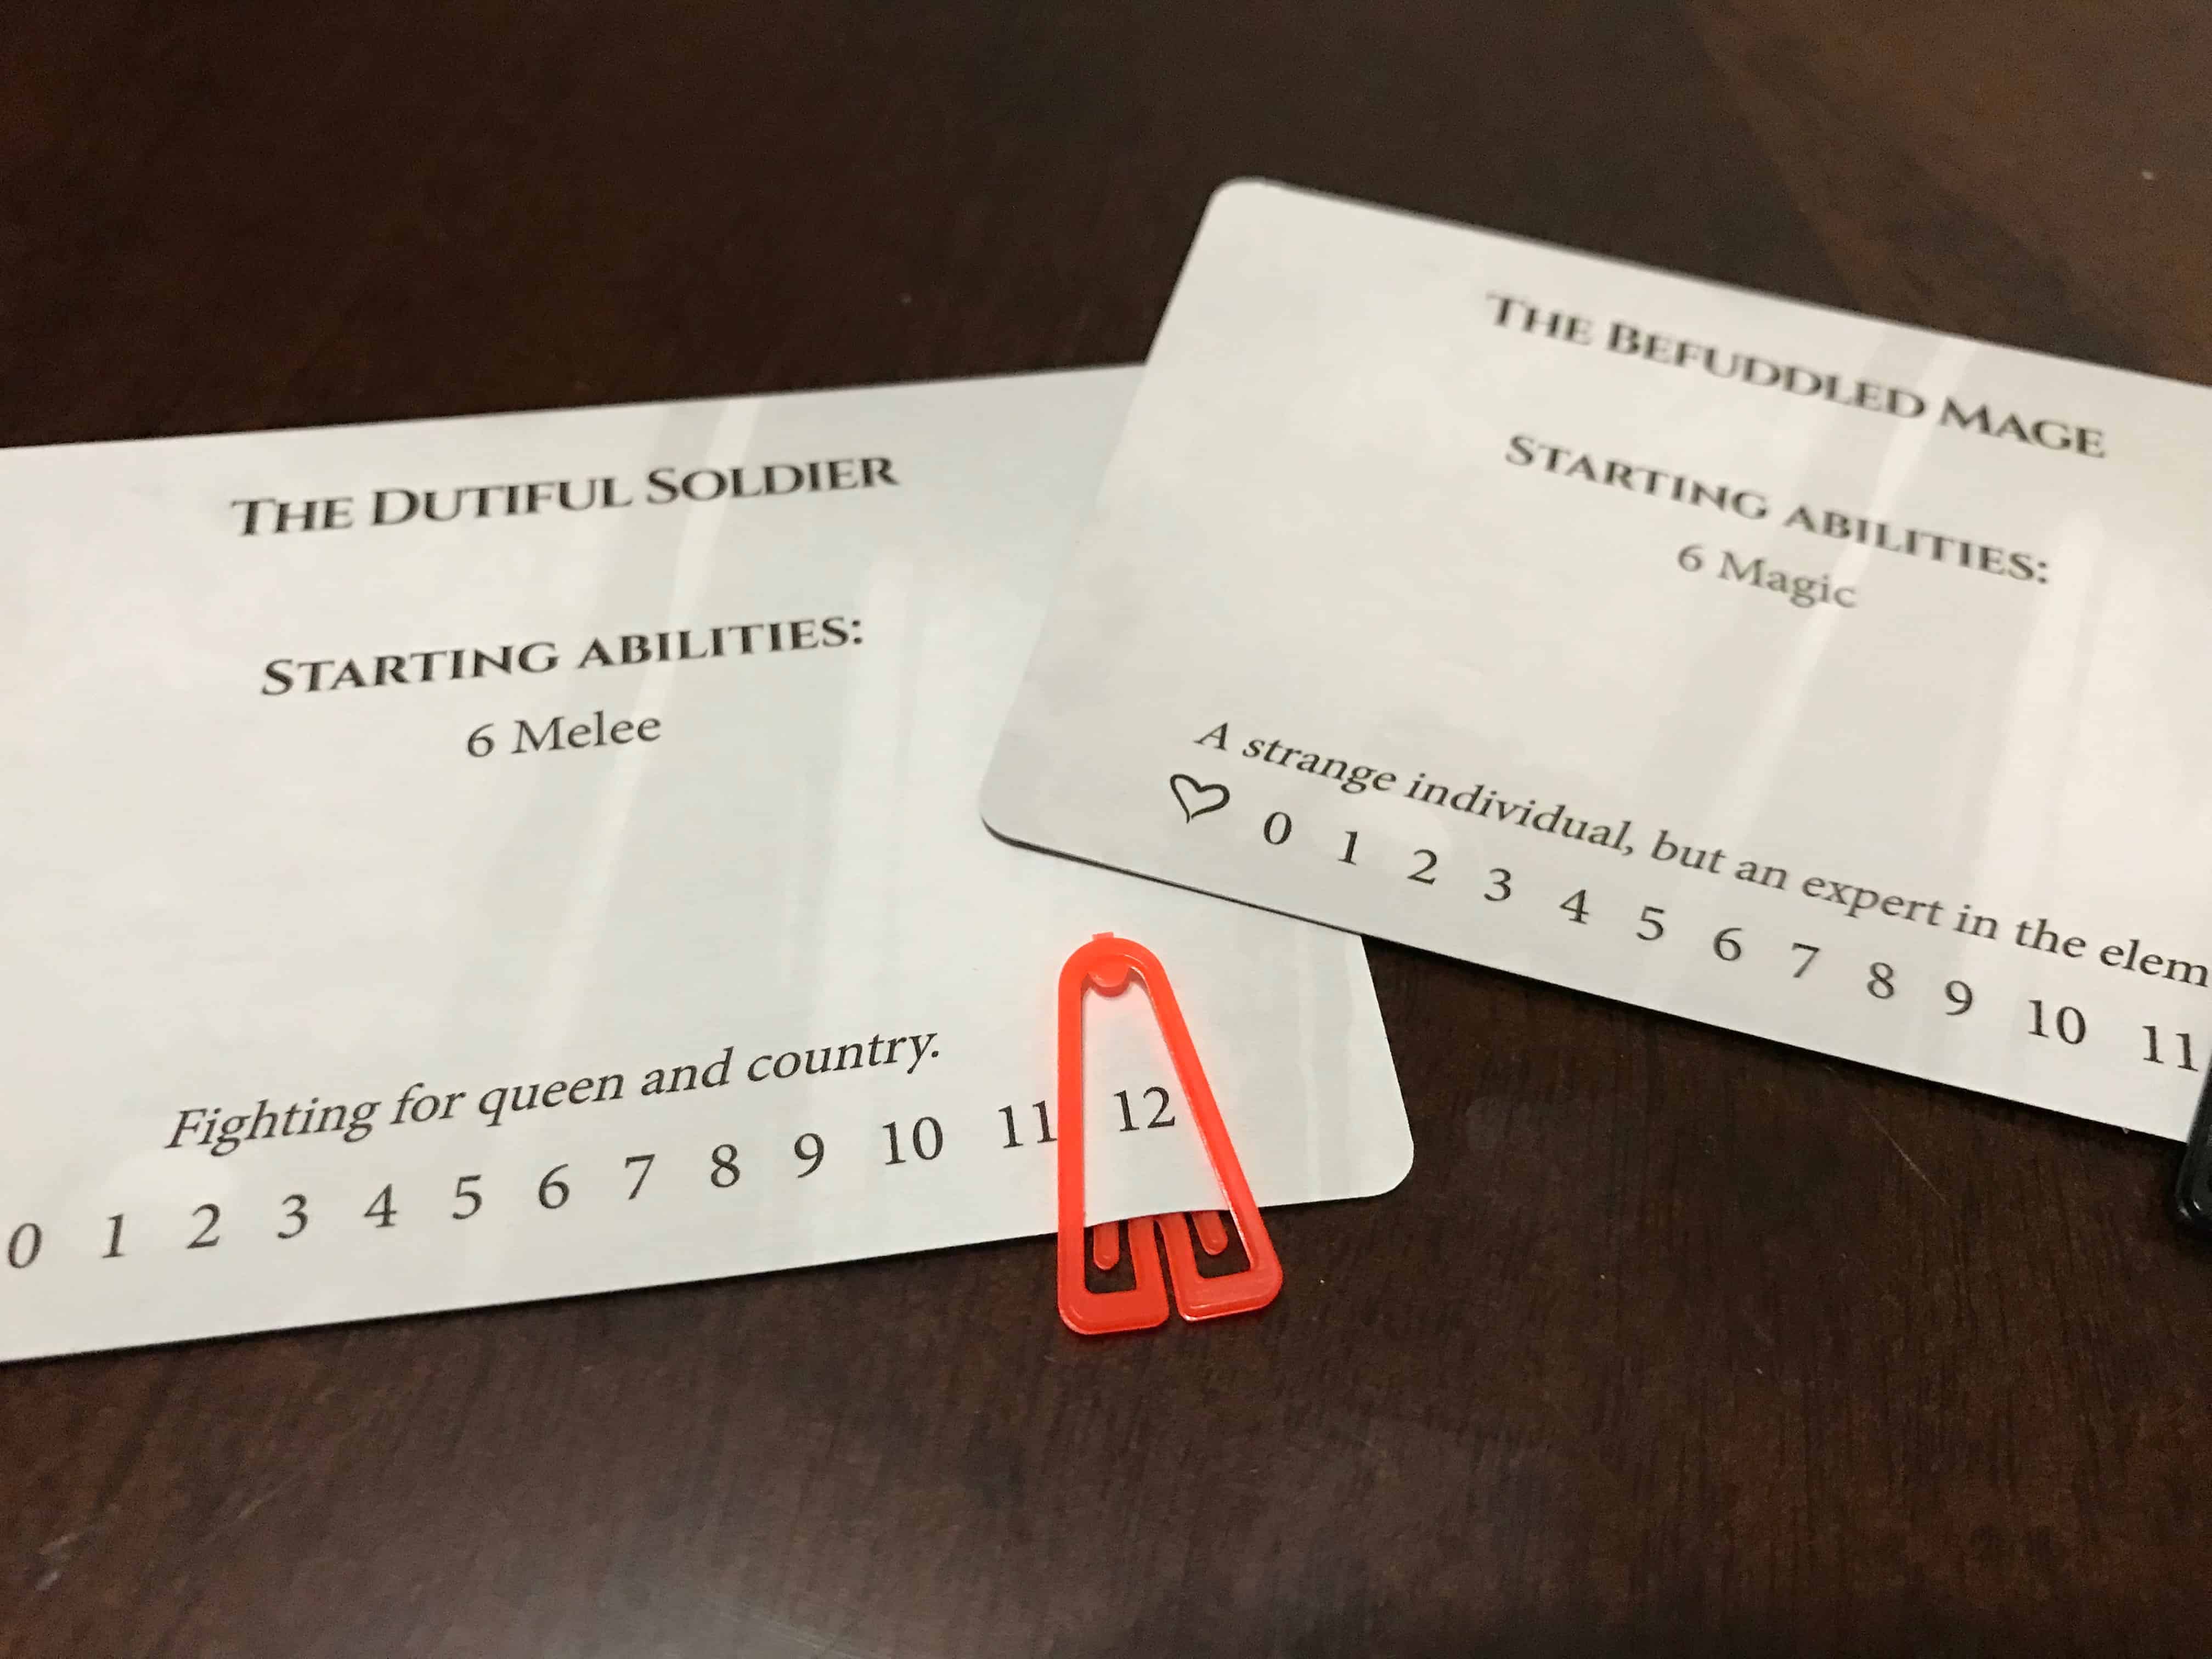 THE DUTIFUL SOLDIER
STARTING ABILITIES:
6 Melee
Fighting for queen and country.
0 1 2 3 4 5 6 7 8 9 10 11 12
THE BEFUDDLED MAGE
STARTING ABILITIES:
6 Magic
A strange individual, but an expert in the elem
0 1 2 3 4 5 6 7 8 9 10 11